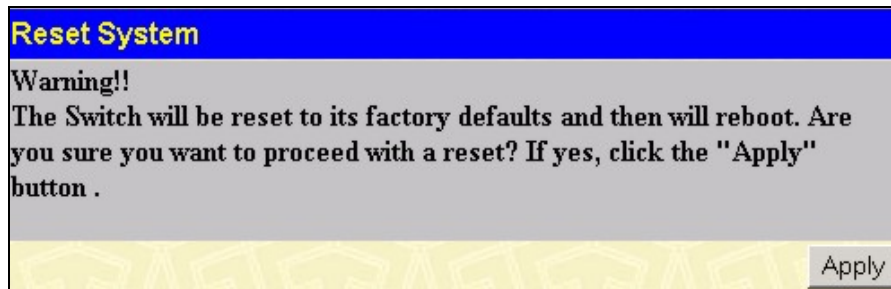 Reset System
Warning!!
The Switch will be reset to its factory defaults and then will reboot. Are
you sure you want to proceed with a reset? If yes, click the "Apply"
button .
Apply